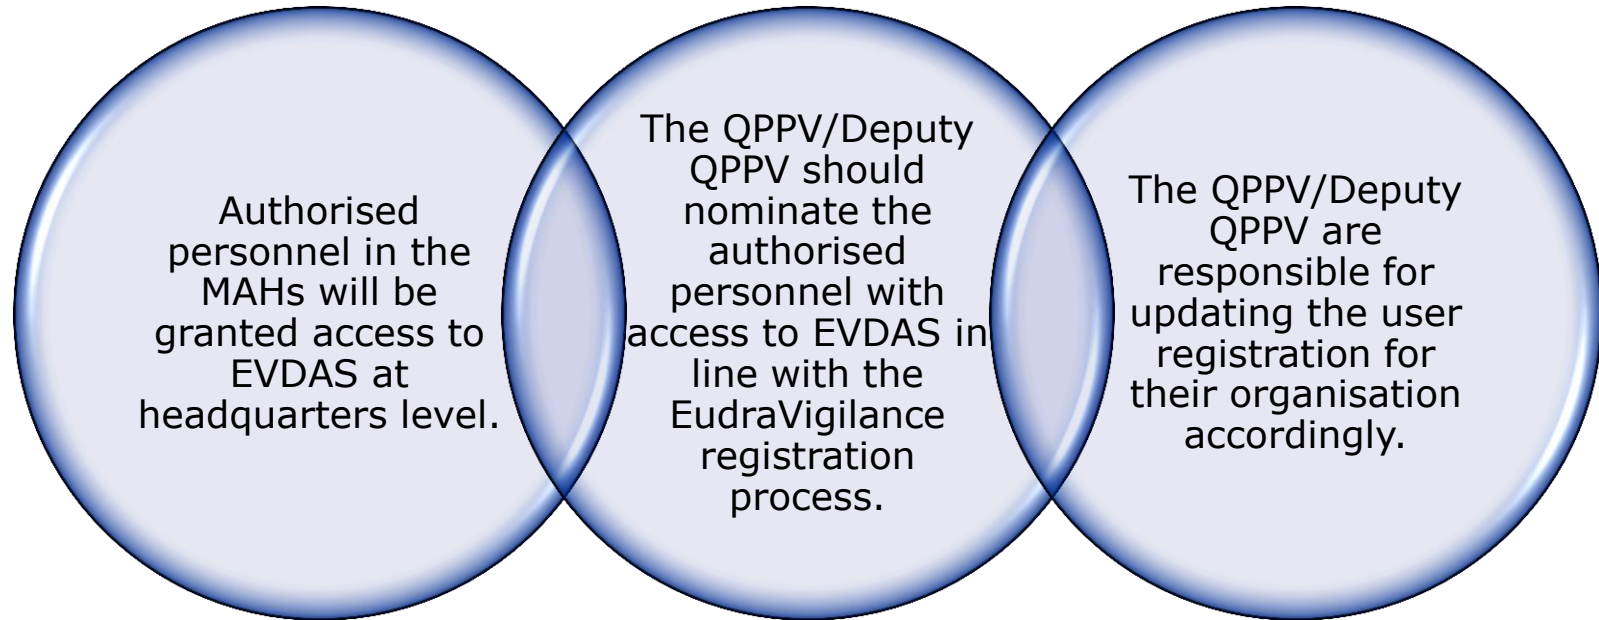 Authorised
personnel in the
MAHs will be
granted access to
EVDAS at
headquarters level.
The QPPV/Deputy
QPPV should
nominate the
authorised
personnel with
access to EVDAS in
line with the
EudraVigilance
registration
process.
The QPPV/Deputy
QPPV are
responsible for
updating the user
registration for
their organisation
accordingly.